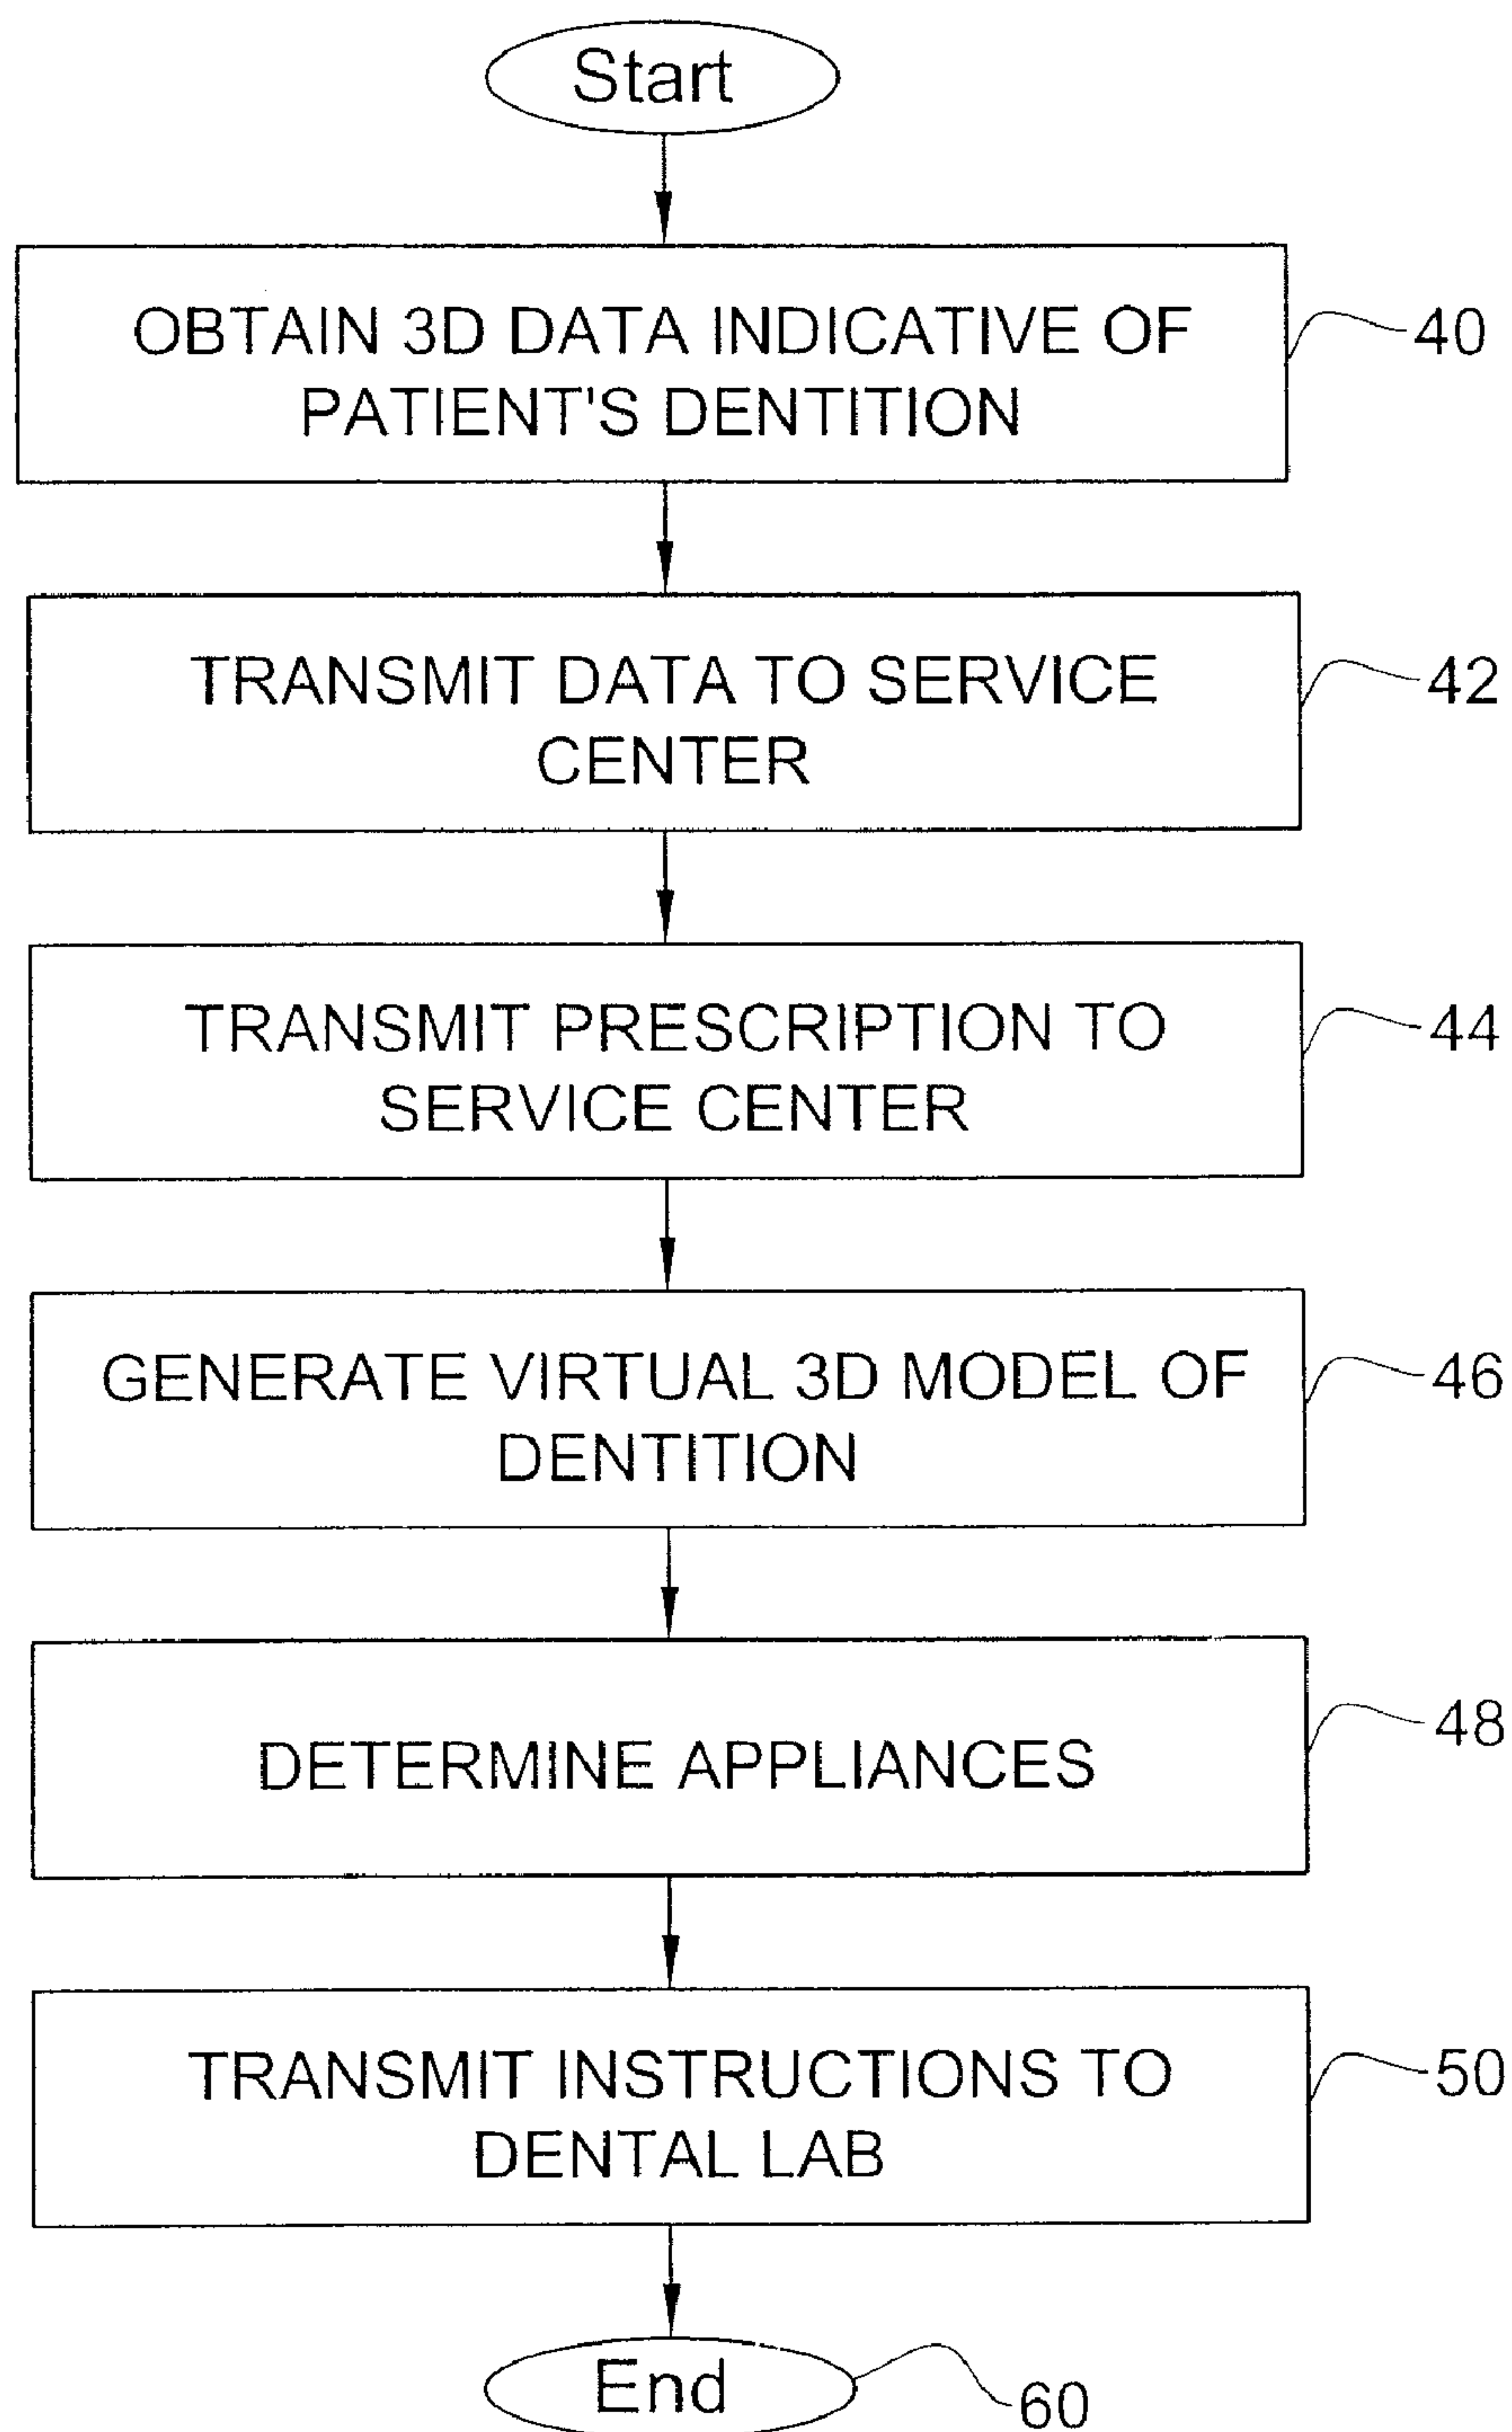 Start
OBTAIN 3D DATA INDICATIVE OF
PATIENT'S DENTITION
40
TRANSMIT DATA TO SERVICE
CENTER
42
TRANSMIT PRESCRIPTION TO
SERVICE CENTER
44
GENERATE VIRTUAL 3D MODEL OF
DENTITION
46
DETERMINE APPLIANCES
48
TRANSMIT INSTRUCTIONS TO
DENTAL LAB
50
End
60